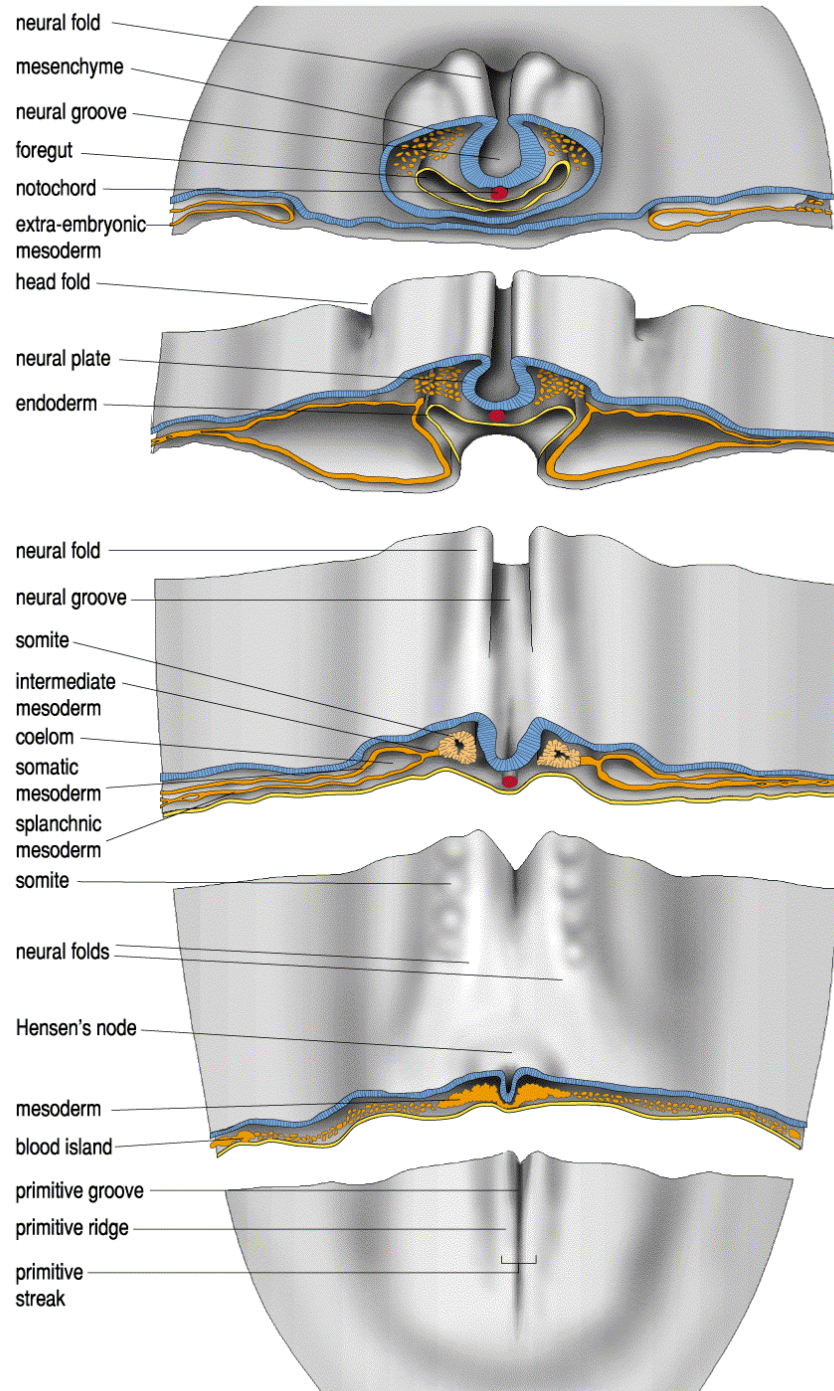 neural fold
mesenchyme
neural groove
foregut
notochord
extra-embryonic
mesoderm
head fold
neural plate
endoderm
neural fold
neural groove
somite
intermediate
mesoderm
coelom
somatic
mesoderm
splanchnic
mesoderm
somite
neural folds
Hensen's node
mesoderm
blood island
primitive groove
primitive ridge
primitive
streak